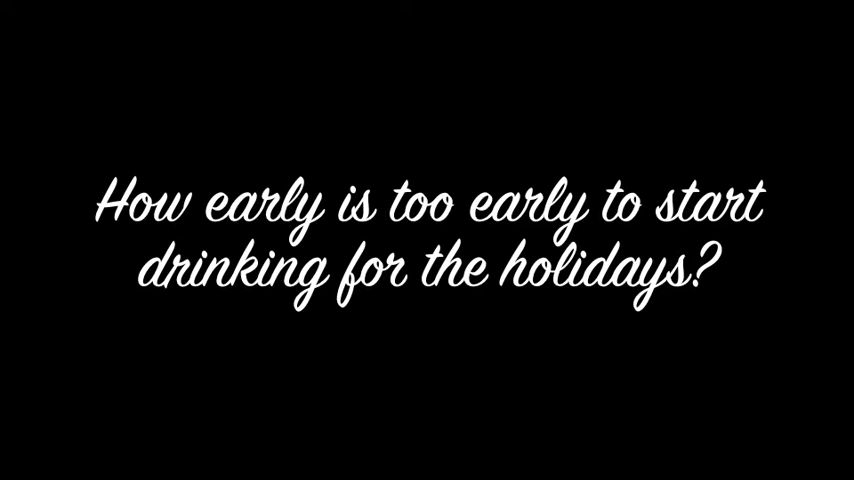 How early is too early to start
drinking for the holidays?